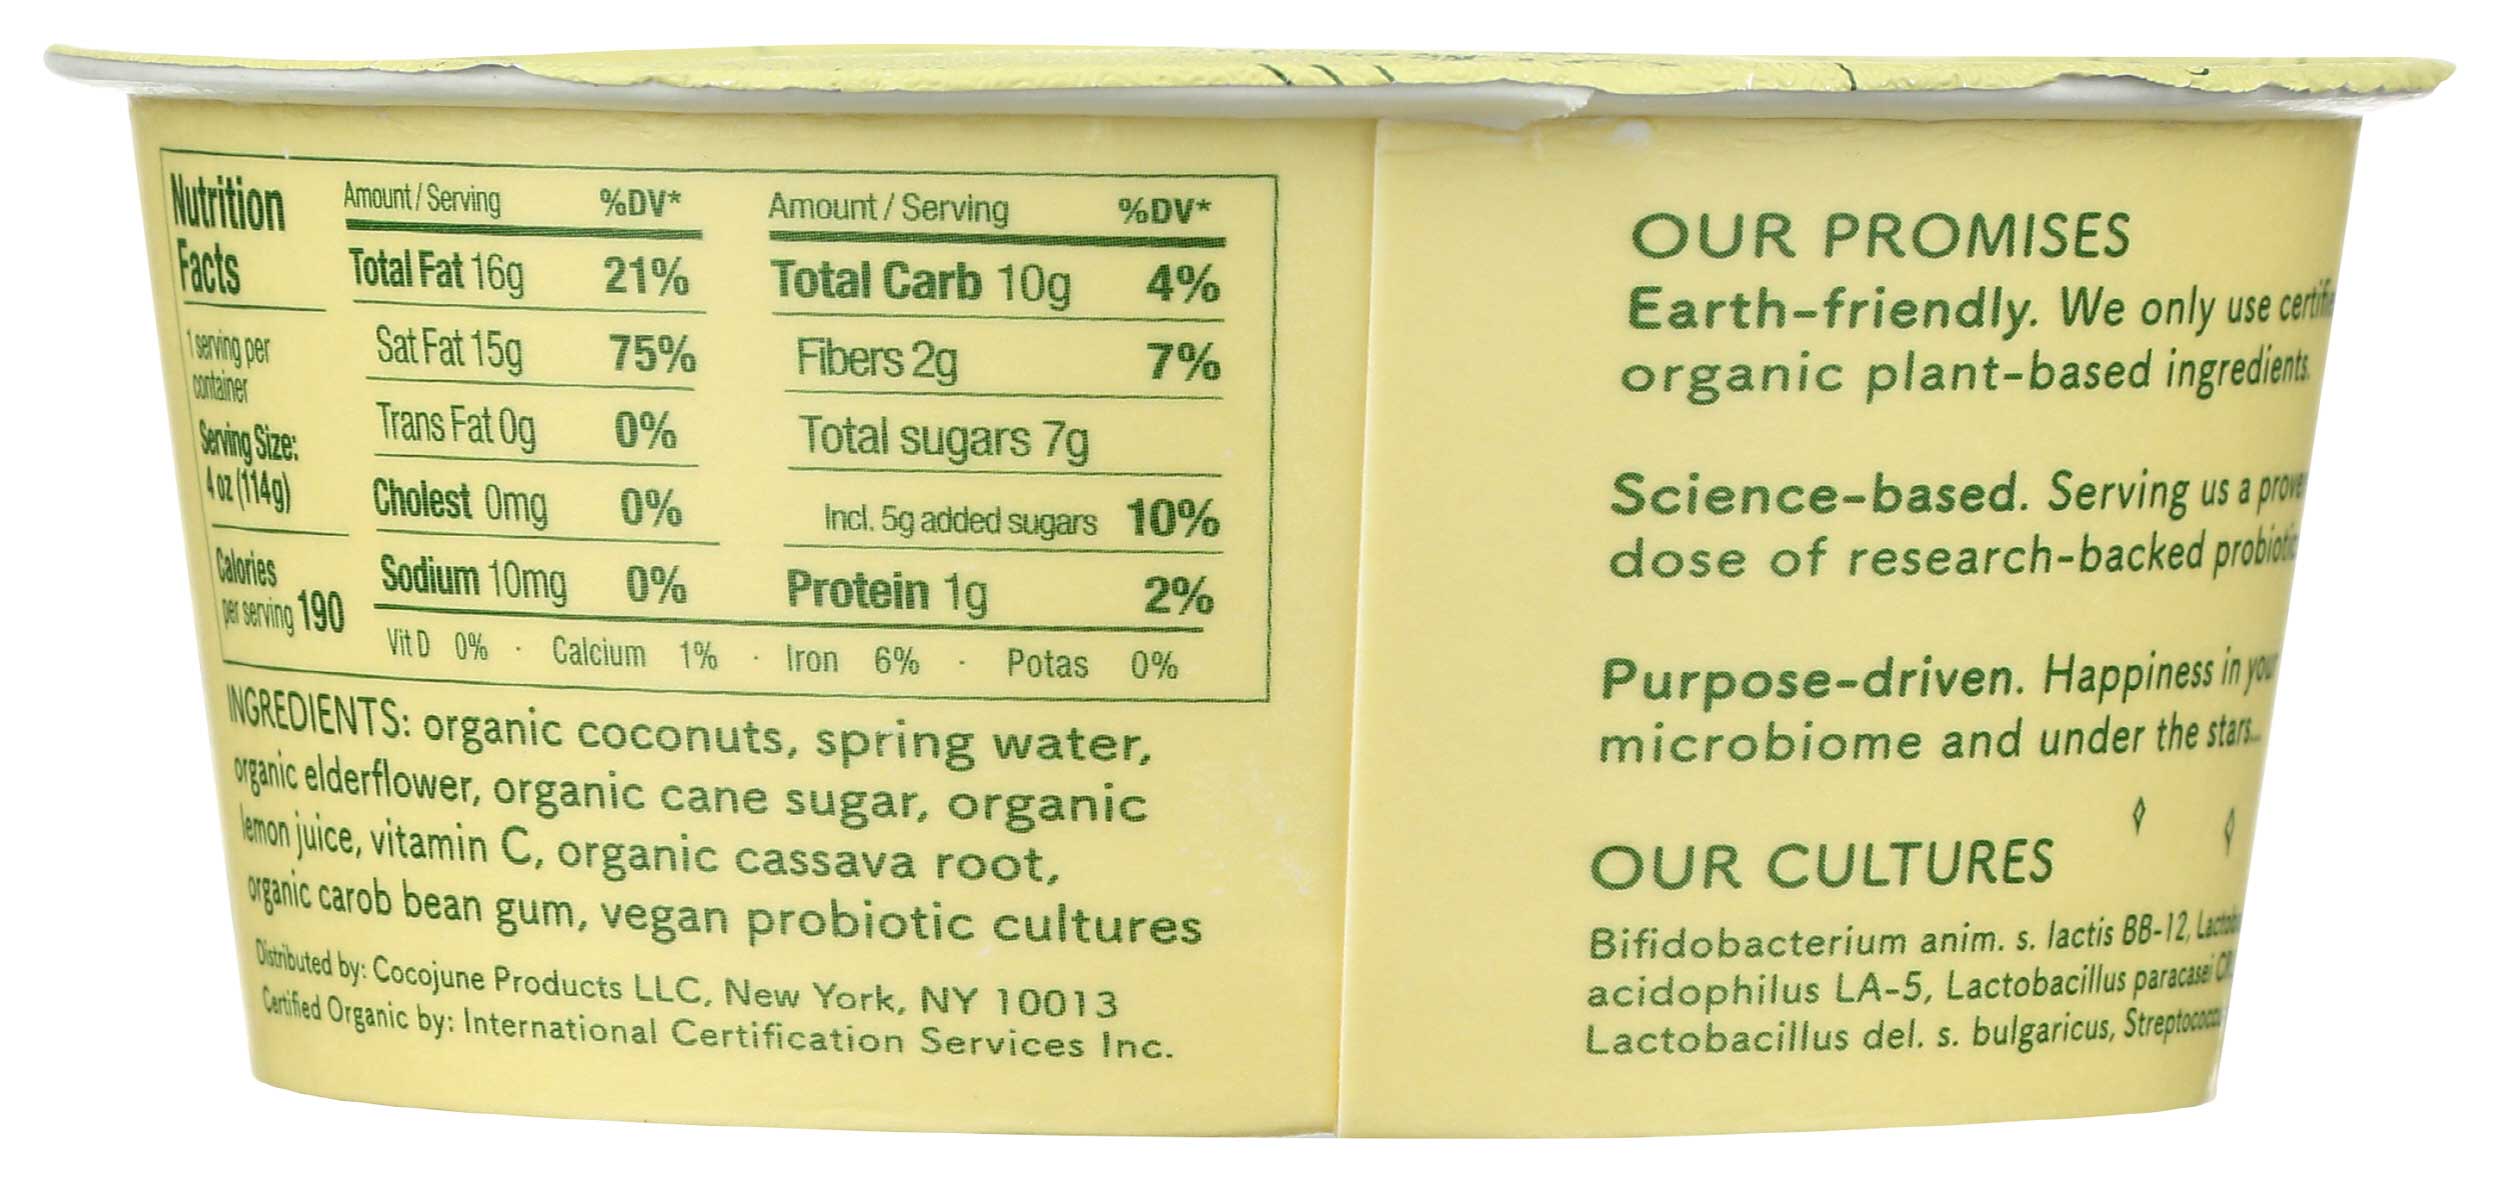 Nutrition
Facts
1 serving per
container
Serving Size:
4 oz (114g)
Calories
per serving 190
Amount / Serving %DV*
Total Fat 16g 21%
Sat Fat 15g 75%
Trans Fat 0g 0%
Cholest 0mg 0%
Sodium 10mg 0%
Amount / Serving %DV*
Total Carb 10g 4%
Fibers 2g 7%
Total sugars 7g
Incl. 5g added sugars 10%
Protein 1g 2%
Vit D 0% · Calcium 1% · Iron 6% · Potas 0%
INGREDIENTS: organic coconuts, spring water,
organic elderflower, organic cane sugar, organic
lemon juice, vitamin C, organic cassava root,
organic carob bean gum, vegan probiotic cultures
Distributed by: Cocojune Products LLC, New York, NY 10013
Certified Organic by: International Certification Services Inc.
OUR PROMISES
Earth-friendly. We only use
organic plant-based ingredients.
Science-based. Serving us a
dose of research-backed
Purpose-driven. Happiness in
microbiome and under the stars...
OUR CULTURES
Bifidobacterium anim. s. lactis BB-12,
acidophilus LA-5, Lactobacillus paracasei
Lactobacillus del. s. bulgaricus,